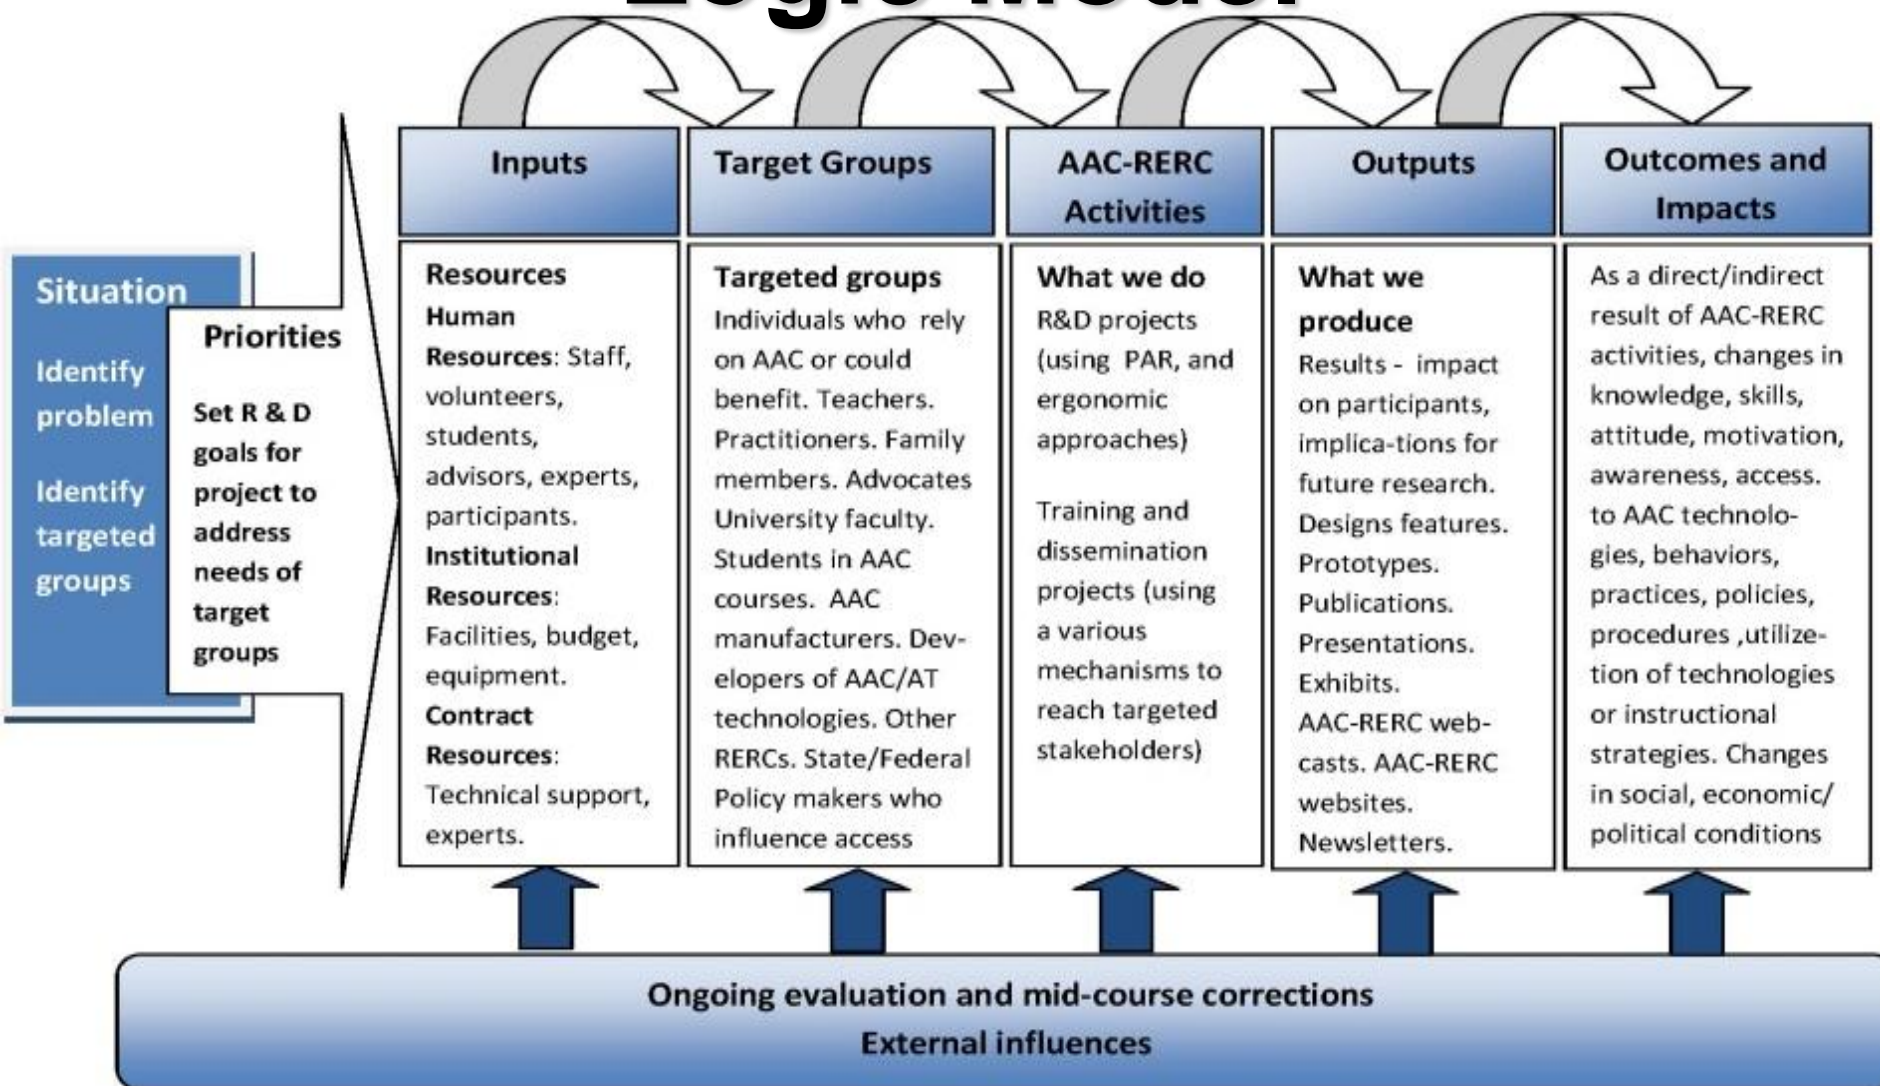 Logic Model
Situation
Identify
problem
Identify
targeted
groups
Priorities
Set R & D
goals for
project to
address
needs of
target
groups
Inputs
Resources
Human
Resources: Staff,
volunteers,
students,
advisors, experts,
participants.
Institutional
Resources:
Facilities, budget,
equipment.
Contract
Resources:
Technical support,
experts.
Target Groups
Targeted groups
Individuals who rely
on AAC or could
benefit. Teachers.
Practitioners. Family
members. Advocates
University faculty.
Students in AAC
courses. AAC
manufacturers. Dev-
elopers of AAC/AT
technologies. Other
RERCs. State/Federal
Policy makers who
influence access
AAC-RERC
Activities
What we do
R&D projects
(using PAR, and
ergonomic
approaches)
Training and
dissemination
projects (using
a various
mechanisms to
reach targeted
stakeholders)
Outputs
What we
produce
Results - impact
on participants,
implica-tions for
future research.
Designs features.
Prototypes.
Publications.
Presentations.
Exhibits.
AAC-RERC web-
casts. AAC-RERC
websites.
Newsletters.
Outcomes and
Impacts
As a direct/indirect
result of AAC-RERC
activities, changes in
knowledge, skills,
attitude, motivation,
awareness, access.
to AAC technolo-
gies, behaviors,
practices, policies,
procedures ,utilize-
tion of technologies
or instructional
strategies. Changes
in social, economic/
political conditions
Ongoing evaluation and mid-course corrections
External influences